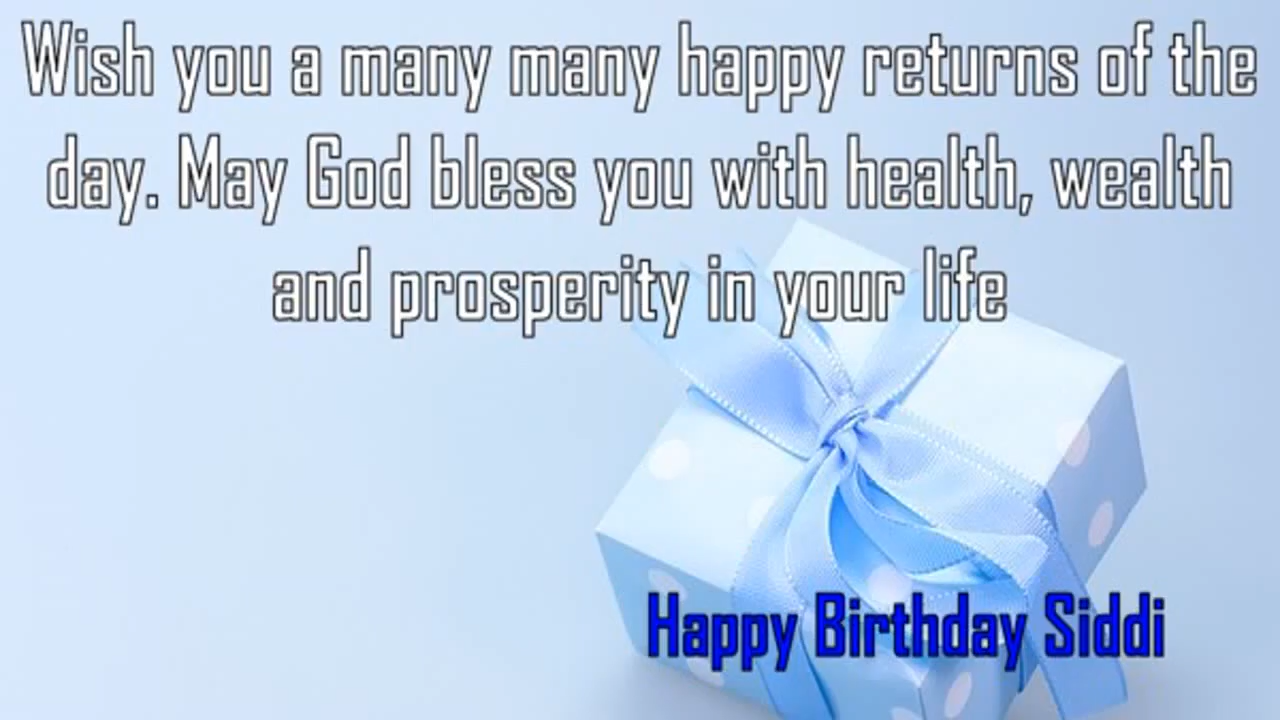 Wish you a many many happy returns of the
day. May God bless you with health, wealth
and prosperity in your life
Happy Birthday Siddi